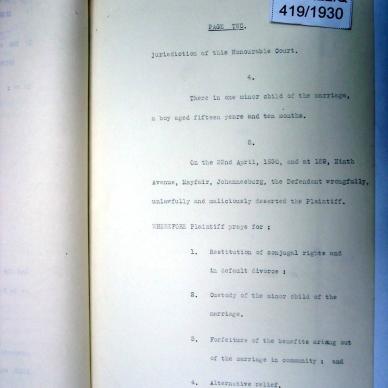 419/1930
PAGE TWO.
jurisdiction of this Honourable Court.
4.
There is one minor child of the marriage,
a boy aged fifteen years and ten months.
5.
On the 22nd April, 1930, and at 189, Ninth
Avenue, Mayfair, Johannesburg, the Defendant wrongfully,
unlawfully and maliciously deserted the Plaintiff.
WHEREFORE Plaintiff prays for :
1. Restitution of conjugal rights and
in default divorce ;
2. Custody of the minor child of the
marriage.
3. Forfeiture of the benefits arising out
of the marriage in community ; and
4. Alternative relief.